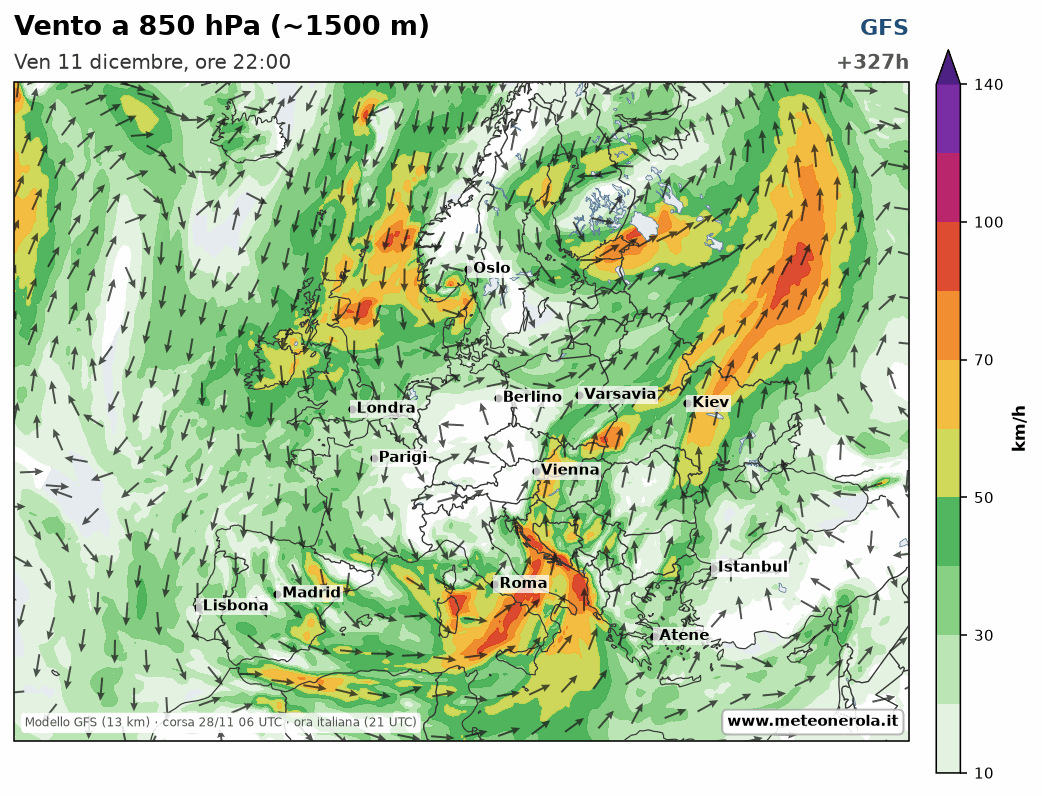 Vento a 850 hPa (~1500 m)
GFS
Ven 11 dicembre, ore 22:00
+327h
140
100
70
50
30
10
km/h
Oslo
Berlino
Varsavia
Kiev
Londra
Parigi
Vienna
Istanbul
Roma
Madrid
Lisbona
Atene
Modello GFS (13 km) · corsa 28/11 06 UTC · ora italiana (21 UTC)
www.meteonerola.it